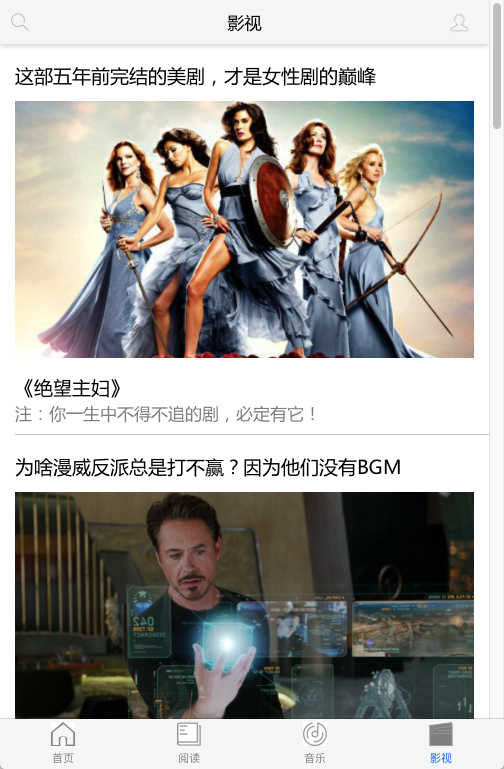 影视
这部五年前完结的美剧，才是女性剧的巅峰
《绝望主妇》
注：你一生中不得不追的剧，必定有它！
为啥漫威反派总是打不赢？因为他们没有BGM
042
首页
阅读
音乐
影视